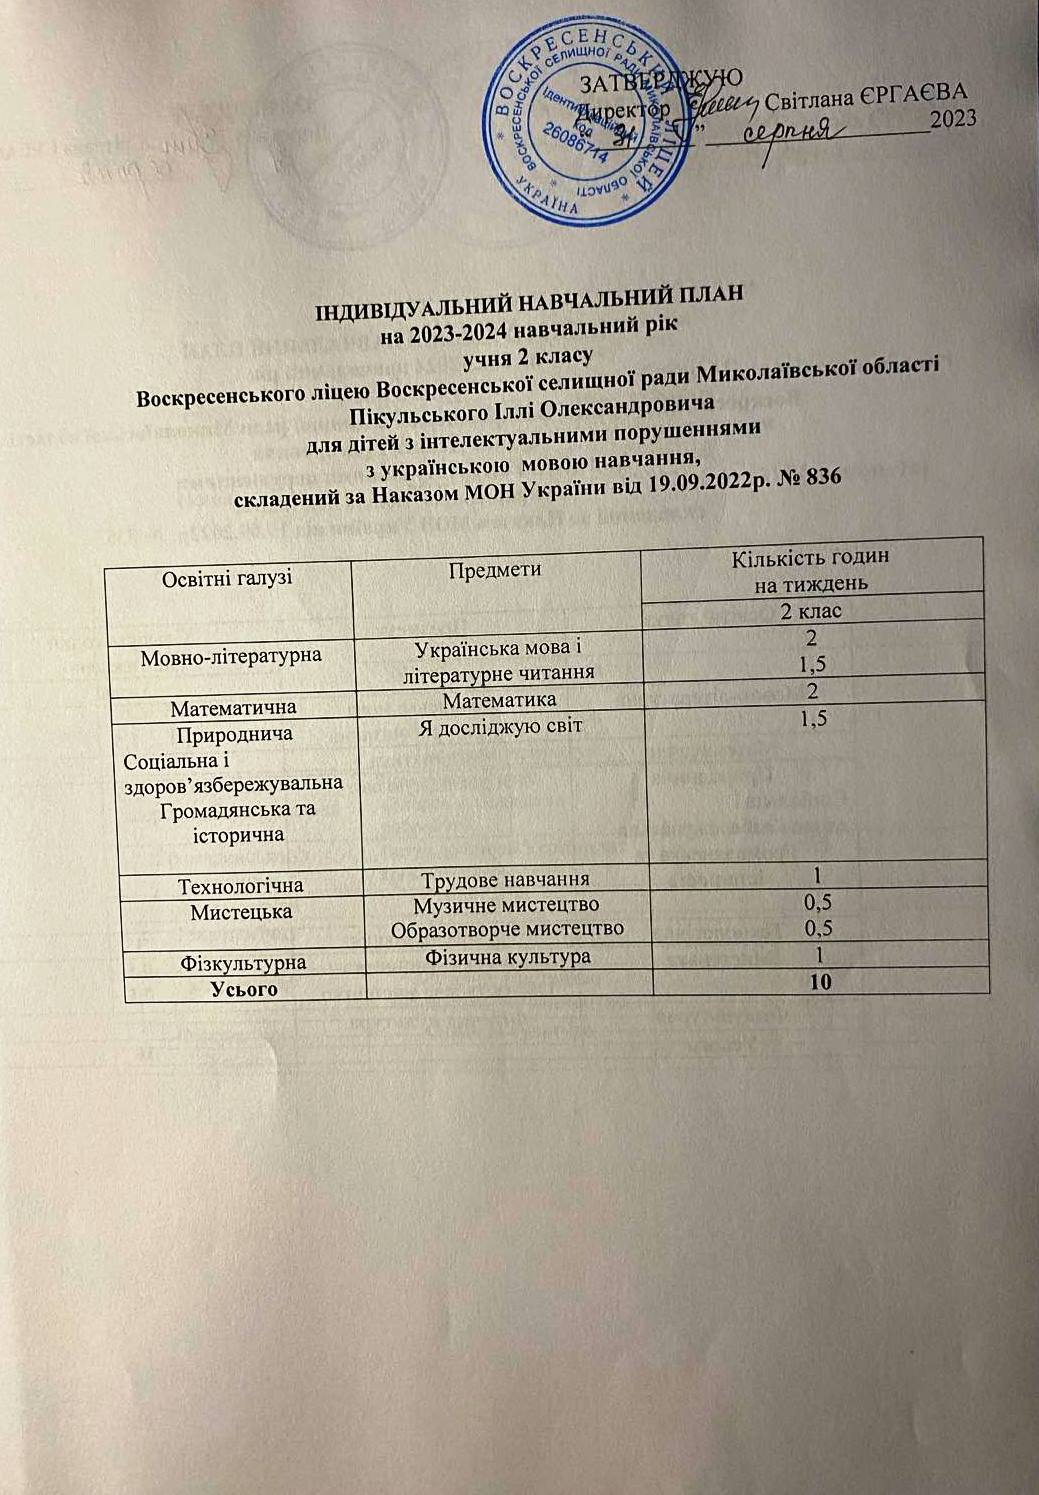 ВОСКРЕСЕНСЬКИЙ ЛІЦЕЙ
ВОСКРЕСЕНСЬКОЇ СЕЛИЩНОЇ РАДИ МИКОЛАЇВСЬКОЇ ОБЛАСТІ
УКРАЇНА
Ідентифікаційний
код
26086714
ЗАТВЕРДЖУЮ
Директор Світлана ЄРГАЄВА
“ 31 ” серпня 2023
ІНДИВІДУАЛЬНИЙ НАВЧАЛЬНИЙ ПЛАН
на 2023-2024 навчальний рік
учня 2 класу
Воскресенського ліцею Воскресенської селищної ради Миколаївської області
Пікульського Іллі Олександровича
для дітей з інтелектуальними порушеннями
з українською мовою навчання,
складений за Наказом МОН України від 19.09.2022р. № 836
Освітні галузі Предмети Кількість годин
на тиждень
2 клас
Мовно-літературна Українська мова і 2
літературне читання 1,5
Математична Математика 2
Природнича Я досліджую світ 1,5
Соціальна і
здоров’язбережувальна
Громадянська та
історична
Технологічна Трудове навчання 1
Мистецька Музичне мистецтво 0,5
Образотворче мистецтво 0,5
Фізкультурна Фізична культура 1
Усього 10